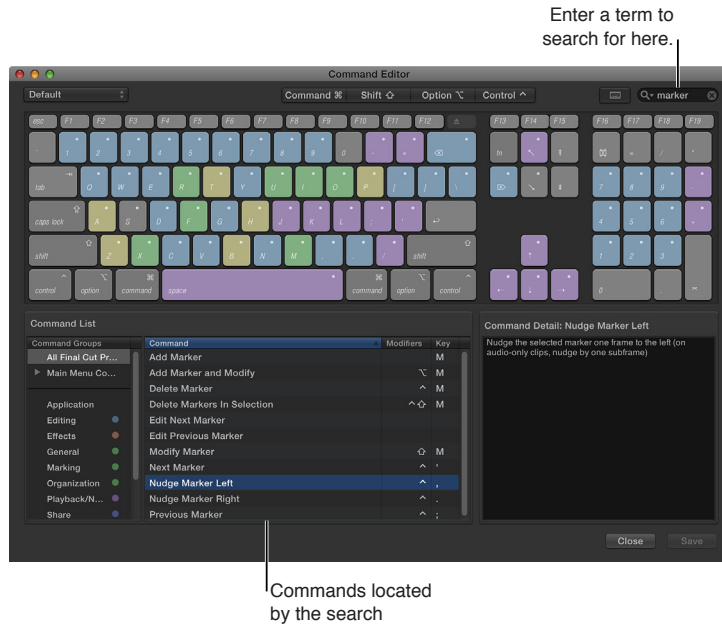 Enter a term to
search for here.
Command Editor
Default
Command ⌘ Shift ⇧ Option ⌥ Control ^
marker
esc F1 F2 F3 F4 F5 F6 F7 F8 F9 F10 F11 F12 F13 F14 F15 F16 F17 F18 F19
` 1 2 3 4 5 6 7 8 9 0 - = ⌫ fn ↖ ⇞ = / *
tab Q W E R T Y U I O P [ ] \ ⌦ ↘ ⇟ 7 8 9 -
caps lock A S D F G H J K L ; ' ↩ 4 5 6 +
shift Z X C V B N M , . / shift ↑ 1 2 3
control option command space command option control ← ↓ → 0 .
Command List
Command Groups Command Modifiers Key
All Final Cut Pr...
Main Menu Co...
Application
Editing
Effects
General
Marking
Organization
Playback/N...
Share
Add Marker M
Add Marker and Modify ⌥ M
Delete Marker ^ M
Delete Markers In Selection ^⇧ M
Edit Next Marker
Edit Previous Marker
Modify Marker ⇧ M
Next Marker ^ '
Nudge Marker Left ^ ,
Nudge Marker Right ^ .
Previous Marker ^ ;
Command Detail: Nudge Marker Left
Nudge the selected marker one frame to the left (on
audio-only clips, nudge by one subframe)
Close Save
Commands located
by the search